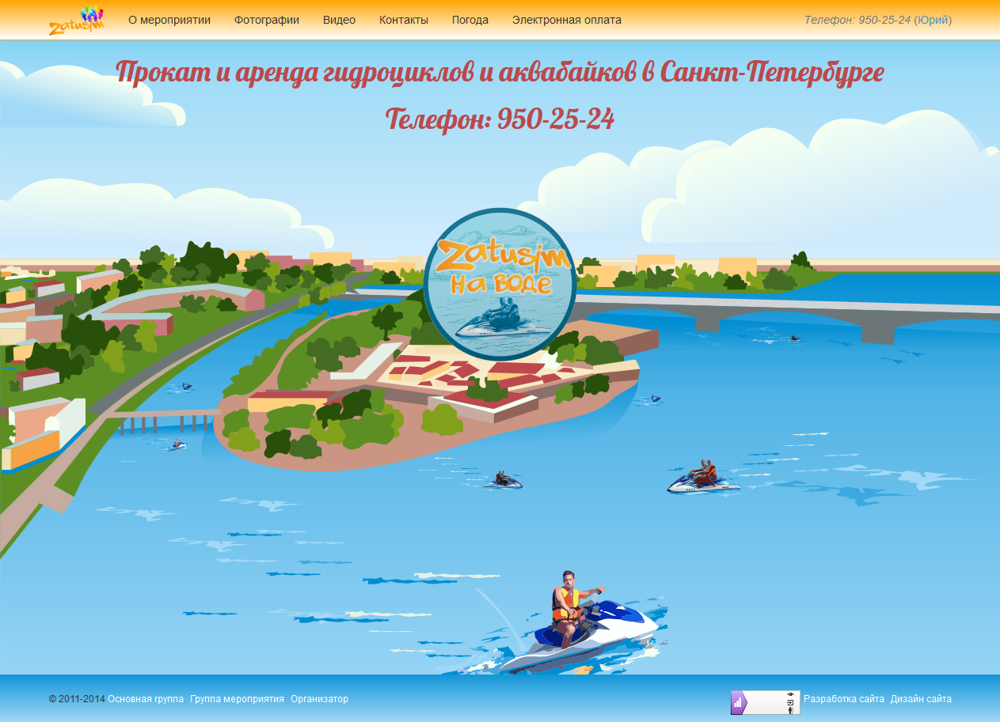 Zatusim
О мероприятии Фотографии Видео Контакты Погода Электронная оплата Телефон: 950-25-24 (Юрий)
Прокат и аренда гидроциклов и аквабайков в Санкт-Петербурге
Телефон: 950-25-24
Zatusim
на воде
© 2011-2014 Основная группа Группа мероприятия Организатор Разработка сайта Дизайн сайта